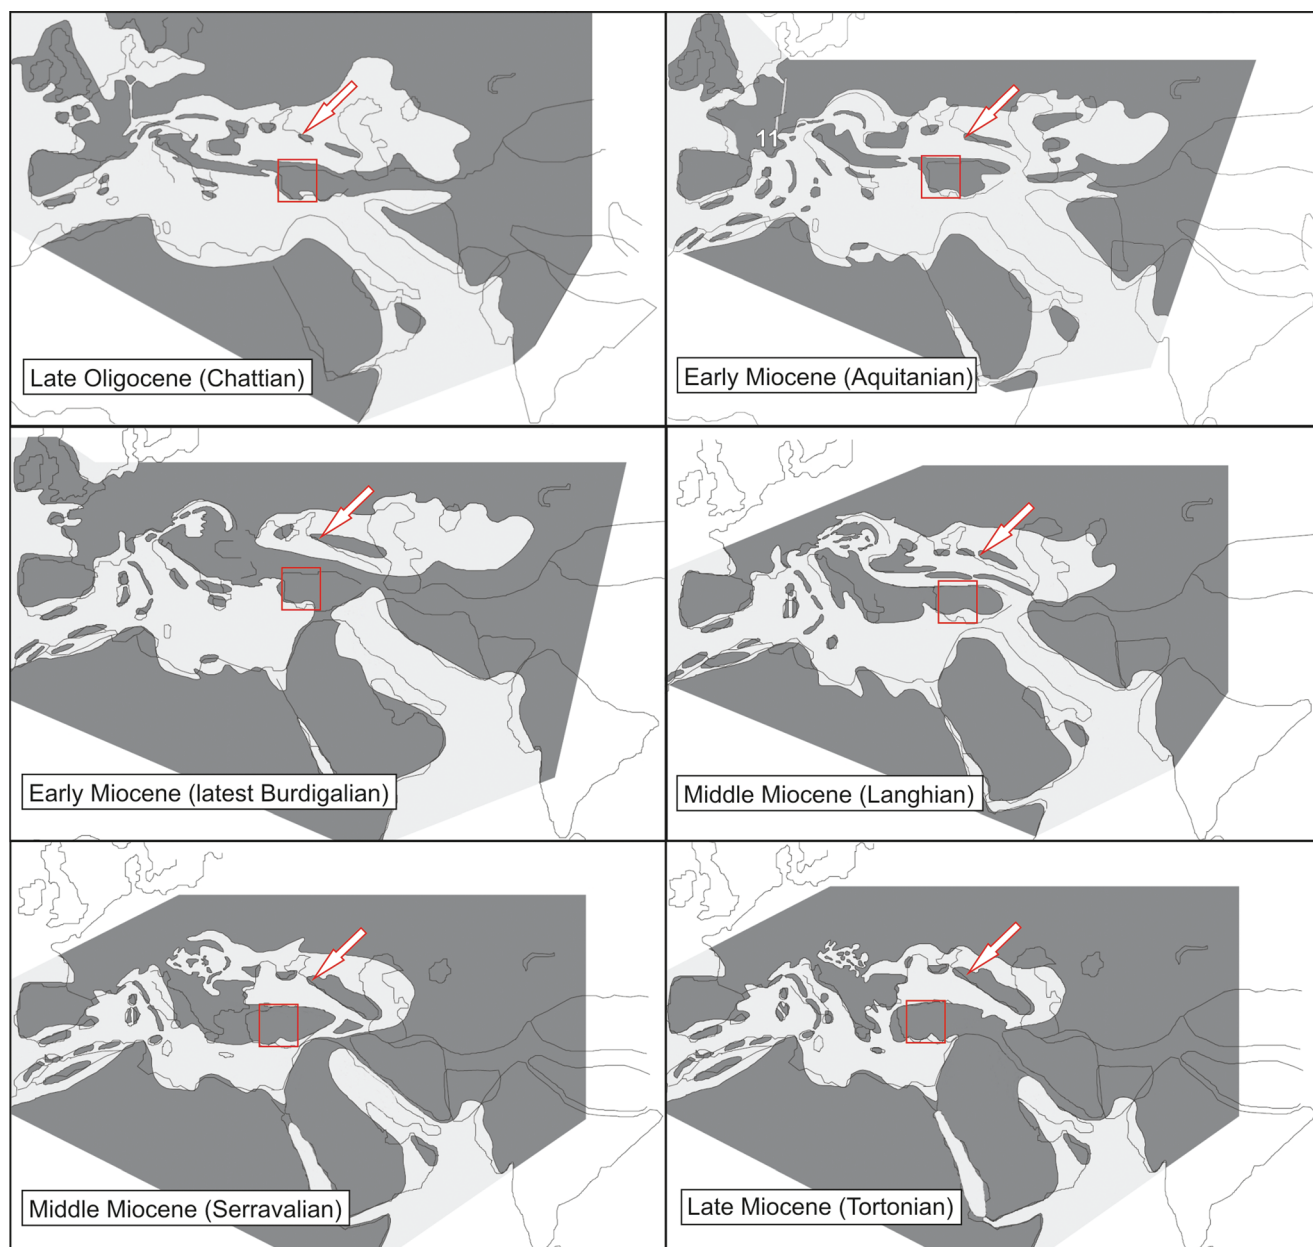 Late Oligocene (Chattian)
11
Early Miocene (Aquitanian)
Early Miocene (latest Burdigalian)
Middle Miocene (Langhian)
Middle Miocene (Serravalian)
Late Miocene (Tortonian)